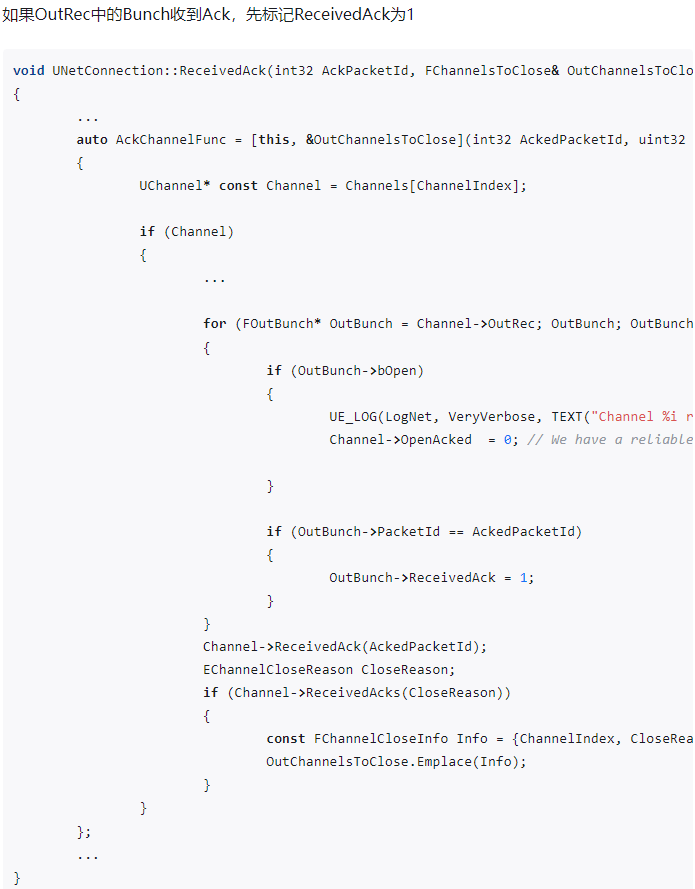 如果OutRec中的Bunch收到Ack，先标记ReceivedAck为1
void UNetConnection::ReceivedAck(int32 AckPacketId, FChannelsToClose& OutChannelsToClo
{
...
auto AckChannelFunc = [this, &OutChannelsToClose](int32 AckedPacketId, uint32
{
UChannel* const Channel = Channels[ChannelIndex];
if (Channel)
{
...
for (FOutBunch* OutBunch = Channel->OutRec; OutBunch; OutBunch
{
if (OutBunch->bOpen)
{
UE_LOG(LogNet, VeryVerbose, TEXT("Channel %i r
Channel->OpenAcked  = 0; // We have a reliable
}
if (OutBunch->PacketId == AckedPacketId)
{
OutBunch->ReceivedAck = 1;
}
}
Channel->ReceivedAck(AckedPacketId);
EChannelCloseReason CloseReason;
if (Channel->ReceivedAcks(CloseReason))
{
const FChannelCloseInfo Info = {ChannelIndex, CloseRea
OutChannelsToClose.Emplace(Info);
}
}
};
...
}